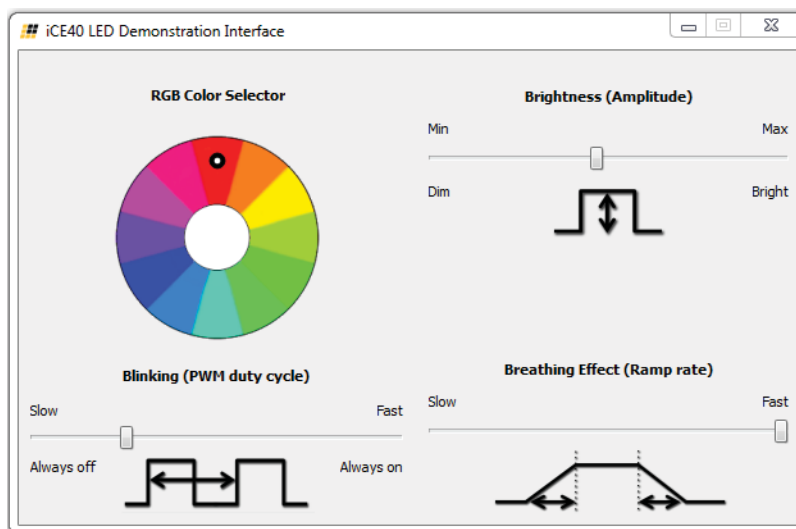 iCE40 LED Demonstration Interface
RGB Color Selector
Brightness (Amplitude)
Min Max
Dim Bright
Blinking (PWM duty cycle)
Slow Fast
Always off Always on
Breathing Effect (Ramp rate)
Slow Fast